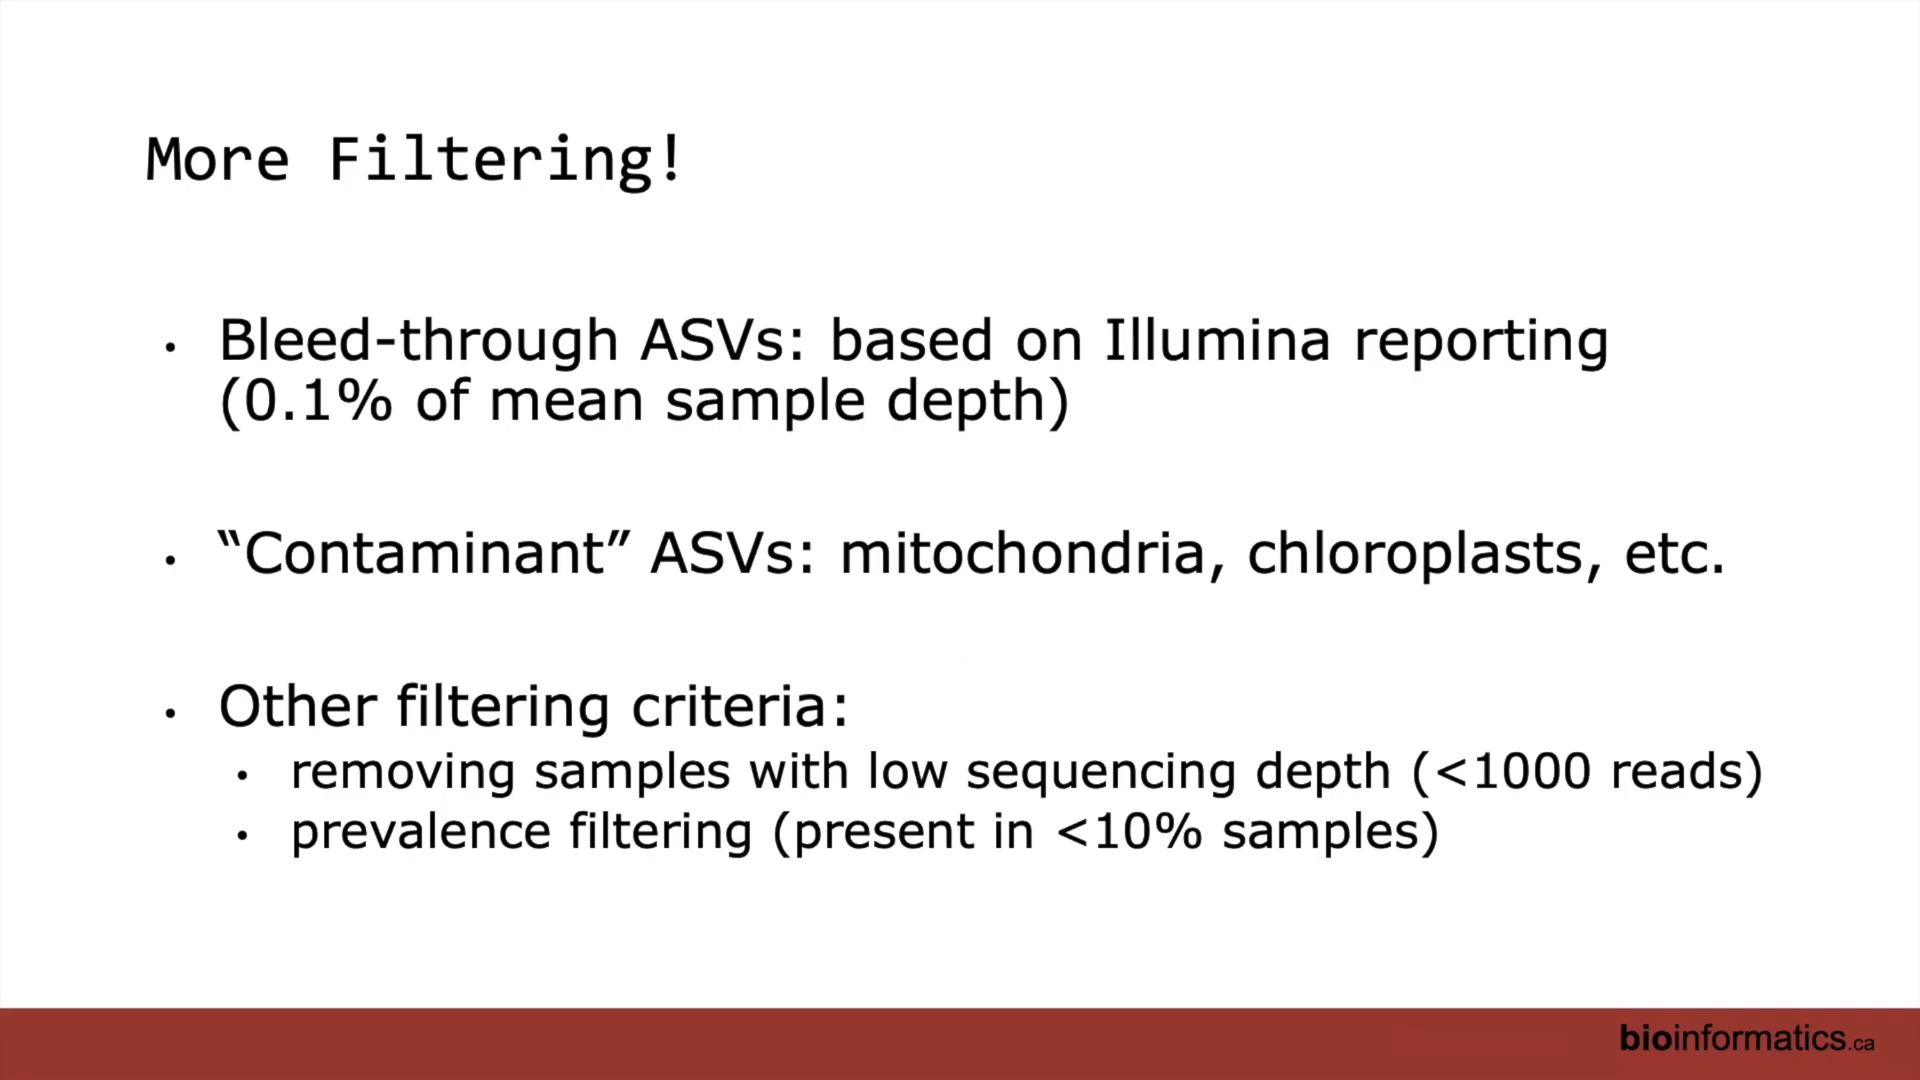 More Filtering!
• Bleed-through ASVs: based on Illumina reporting
(0.1% of mean sample depth)
• “Contaminant” ASVs: mitochondria, chloroplasts, etc.
• Other filtering criteria:
• removing samples with low sequencing depth (<1000 reads)
• prevalence filtering (present in <10% samples)
bioinformatics.ca